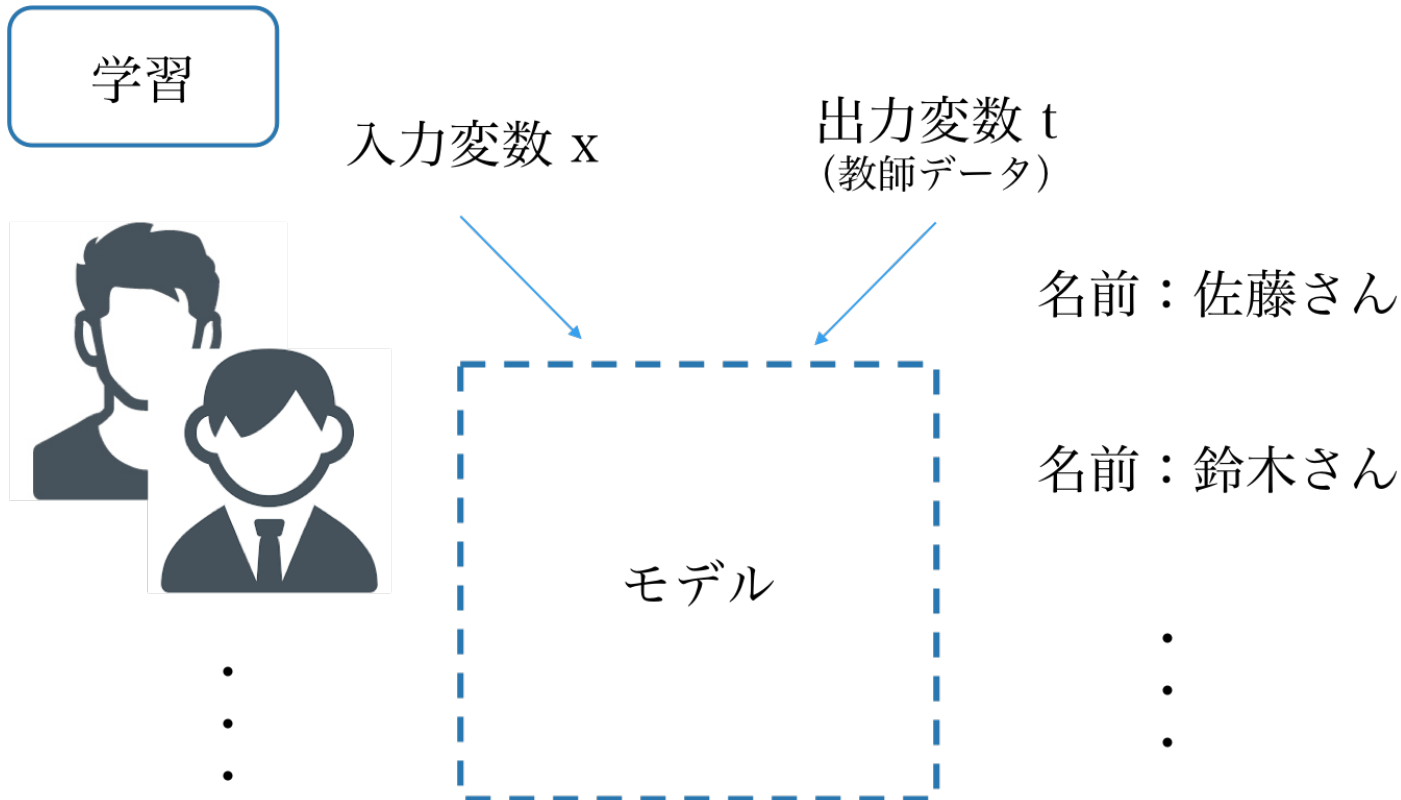 学習
入力変数 x
出力変数 t
（教師データ）
名前：佐藤さん
名前：鈴木さん
モデル